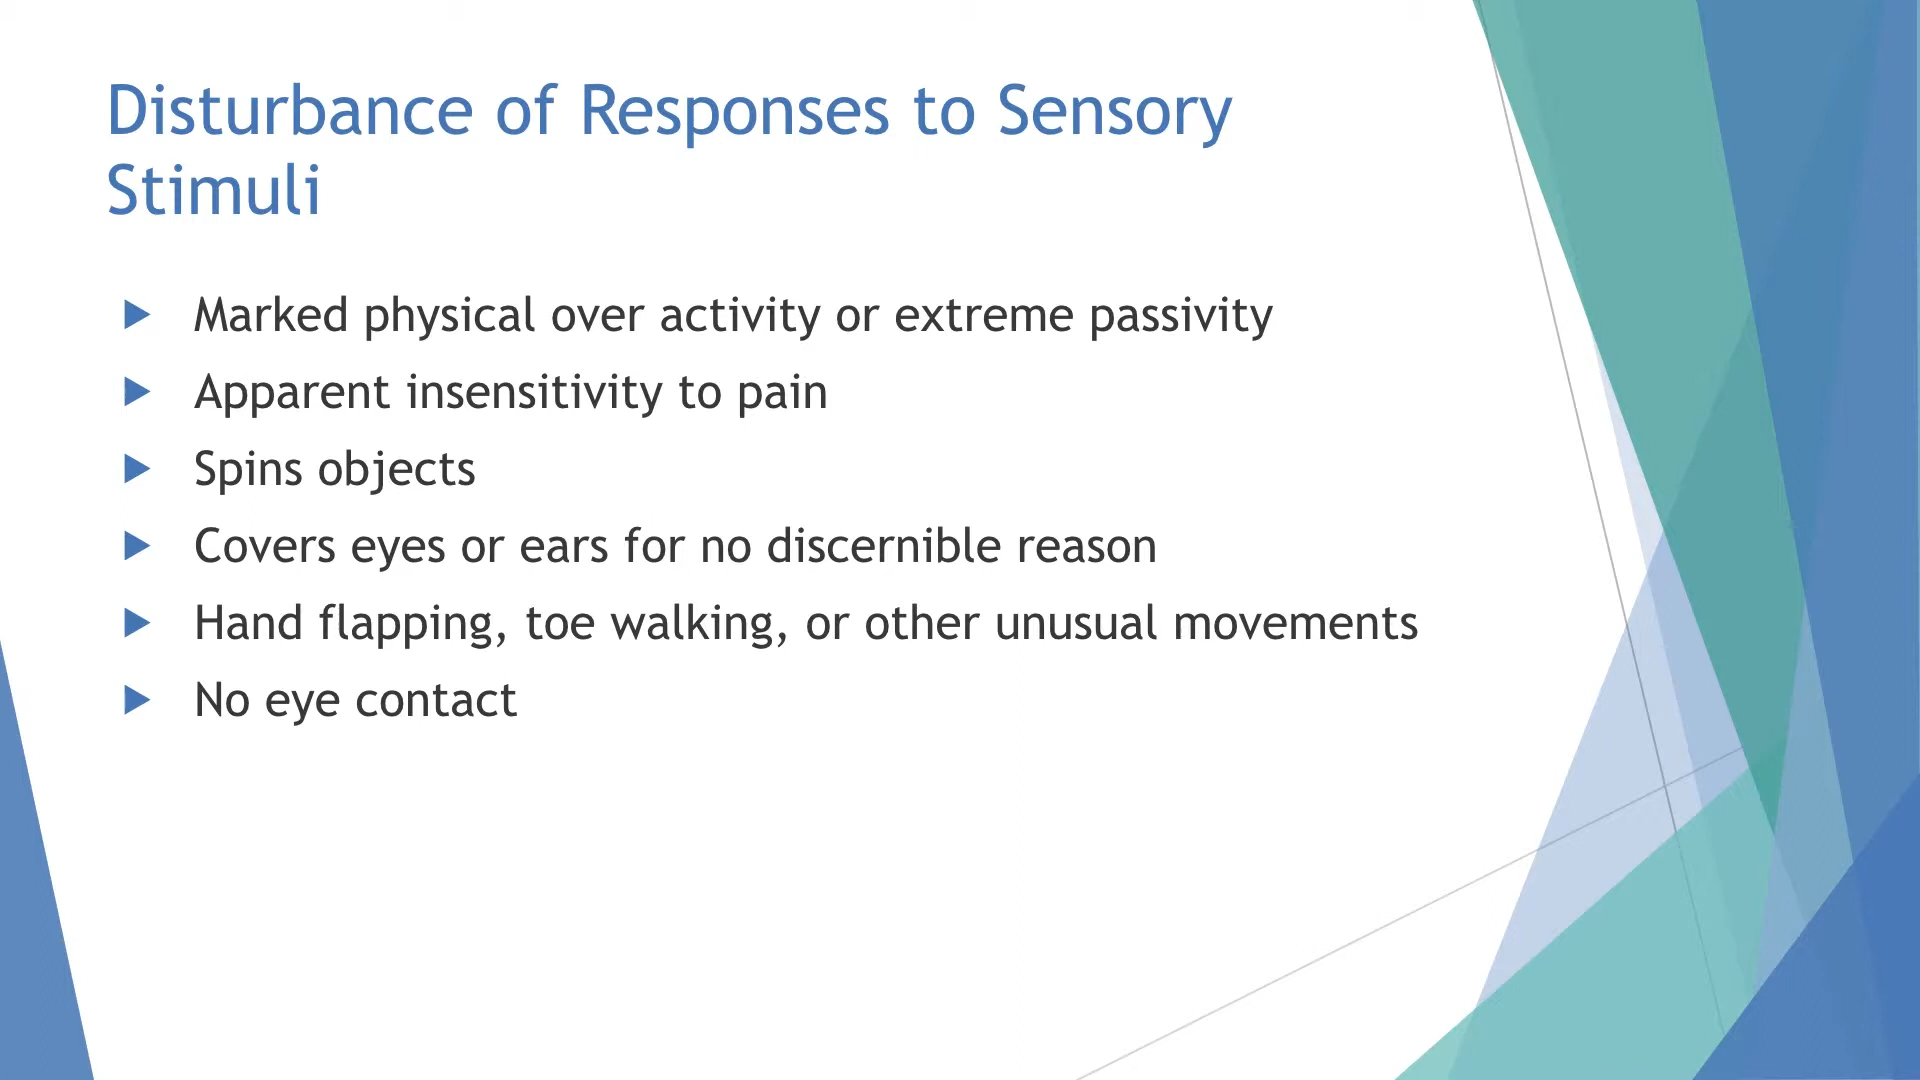 Disturbance of Responses to Sensory
Stimuli
Marked physical over activity or extreme passivity
Apparent insensitivity to pain
Spins objects
Covers eyes or ears for no discernible reason
Hand flapping, toe walking, or other unusual movements
No eye contact